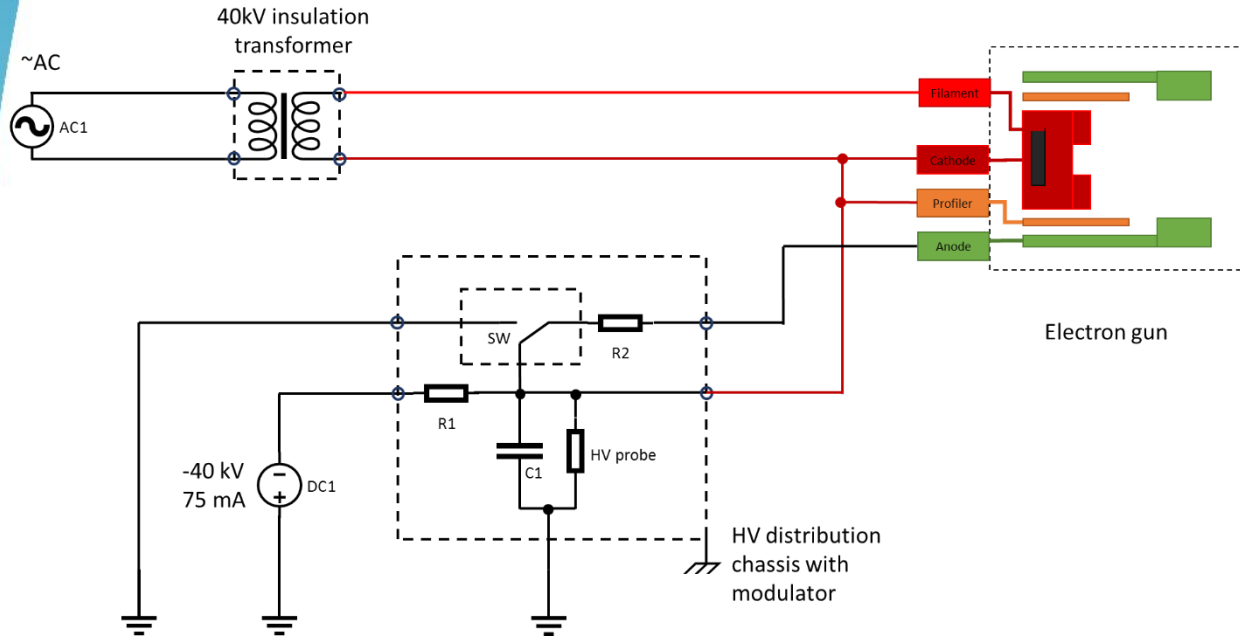 40kV insulation
transformer
~AC
AC1
Filament
Cathode
Profiler
Anode
Electron gun
SW
R2
R1
C1
HV probe
-40 kV
75 mA
−
+
DC1
HV distribution
chassis with
modulator